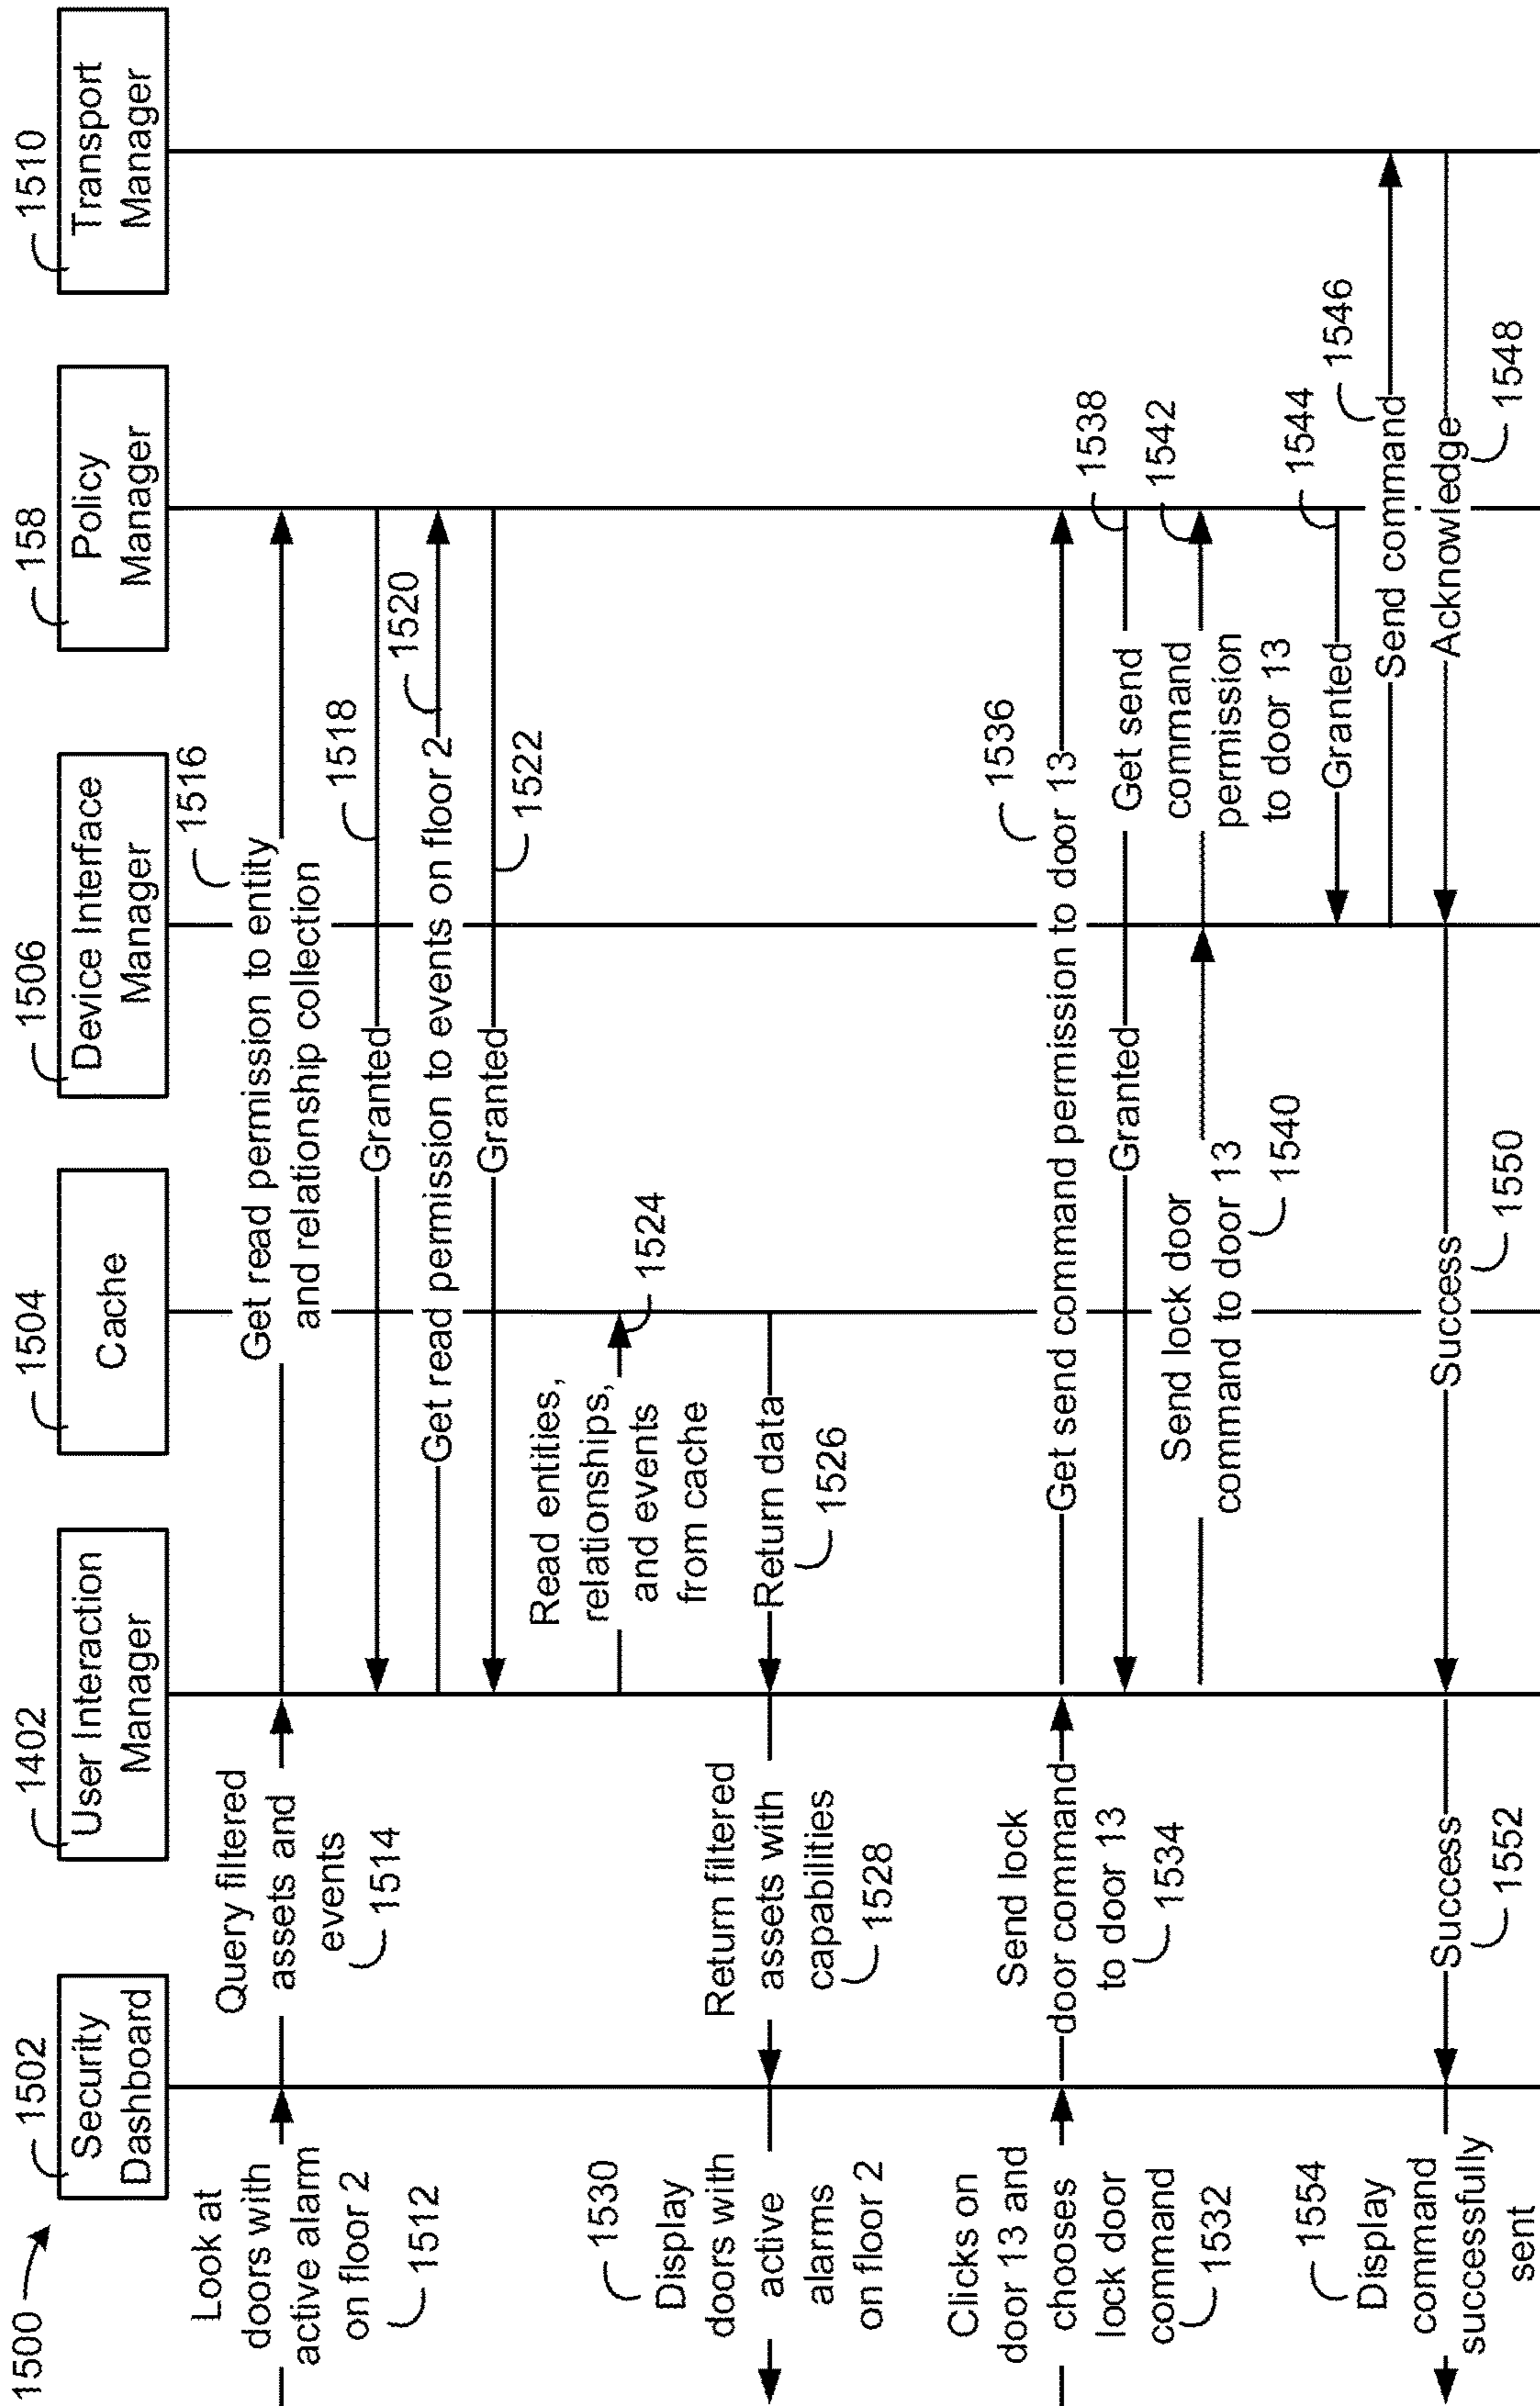 1500
1502
Security
Dashboard
1402
User Interaction
Manager
1504
Cache
1506
Device Interface
Manager
158
Policy
Manager
1510
Transport
Manager
Look at
doors with
active alarm
on floor 2
1512
Query filtered
assets and
events
1514
Get read permission to entity
and relationship collection
1516
Granted
1518
Get read permission to events on floor 2
1520
Granted
1522
Read entities,
relationships,
and events
from cache
1524
Return data
1526
Return filtered
assets with
capabilities
1528
1530
Display
doors with
active
alarms
on floor 2
Clicks on
door 13 and
chooses
lock door
command
1532
Send lock
door command
to door 13
1534
Get send command permission to door 13
1536
Granted
1538
Send lock door
command to door 13
1540
Get send
command
permission
to door 13
1542
Granted
1544
Send command
1546
Acknowledge
1548
Success
1550
Success
1552
1554
Display
command
successfully
sent